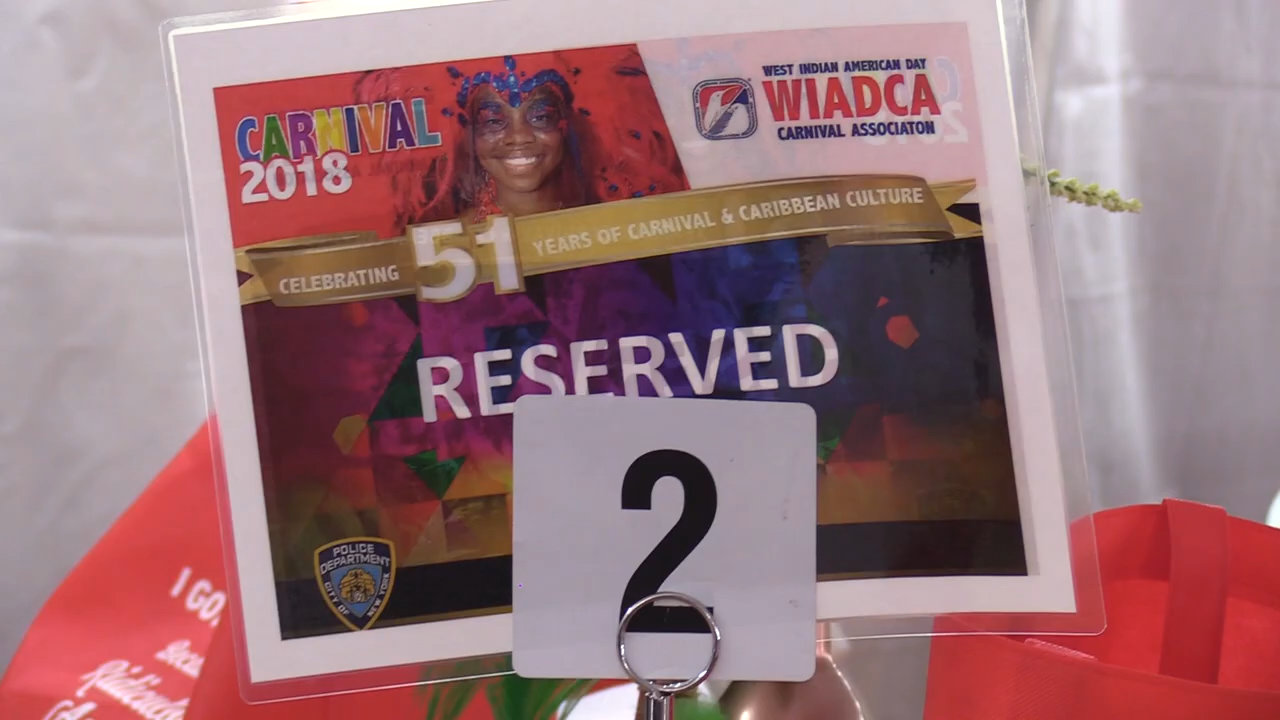 CARNIVAL
2018
WEST INDIAN AMERICAN DAY
WIADCA
CARNIVAL ASSOCIATON
CELEBRATING 51 YEARS OF CARNIVAL & CARIBBEAN CULTURE
RESERVED
2
POLICE
DEPARTMENT
CITY OF NEW YORK
I GO